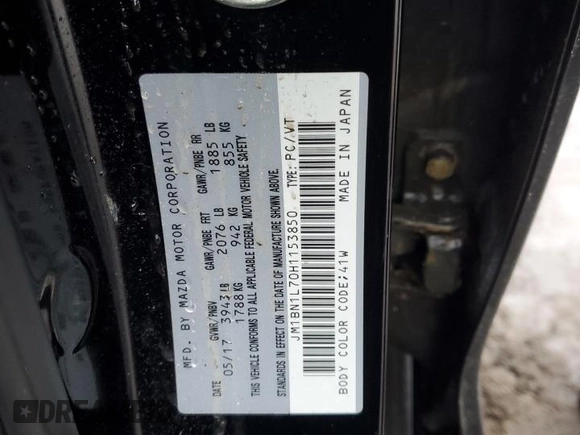 MFD. BY MAZDA MOTOR CORPORATION
DATE GVWR/PNBV GAWR/PNBE FRT GAWR/PNBE RR
05/17 3943 LB 2076 LB 1885 LB
1788 KG 942 KG 855 KG
THIS VEHICLE CONFORMS TO ALL APPLICABLE FEDERAL MOTOR VEHICLE SAFETY
STANDARDS IN EFFECT ON THE DATE OF MANUFACTURE SHOWN ABOVE.
JM1BN1L70H1153850 TYPE: PC/VT
BODY COLOR CODE;41W MADE IN JAPAN